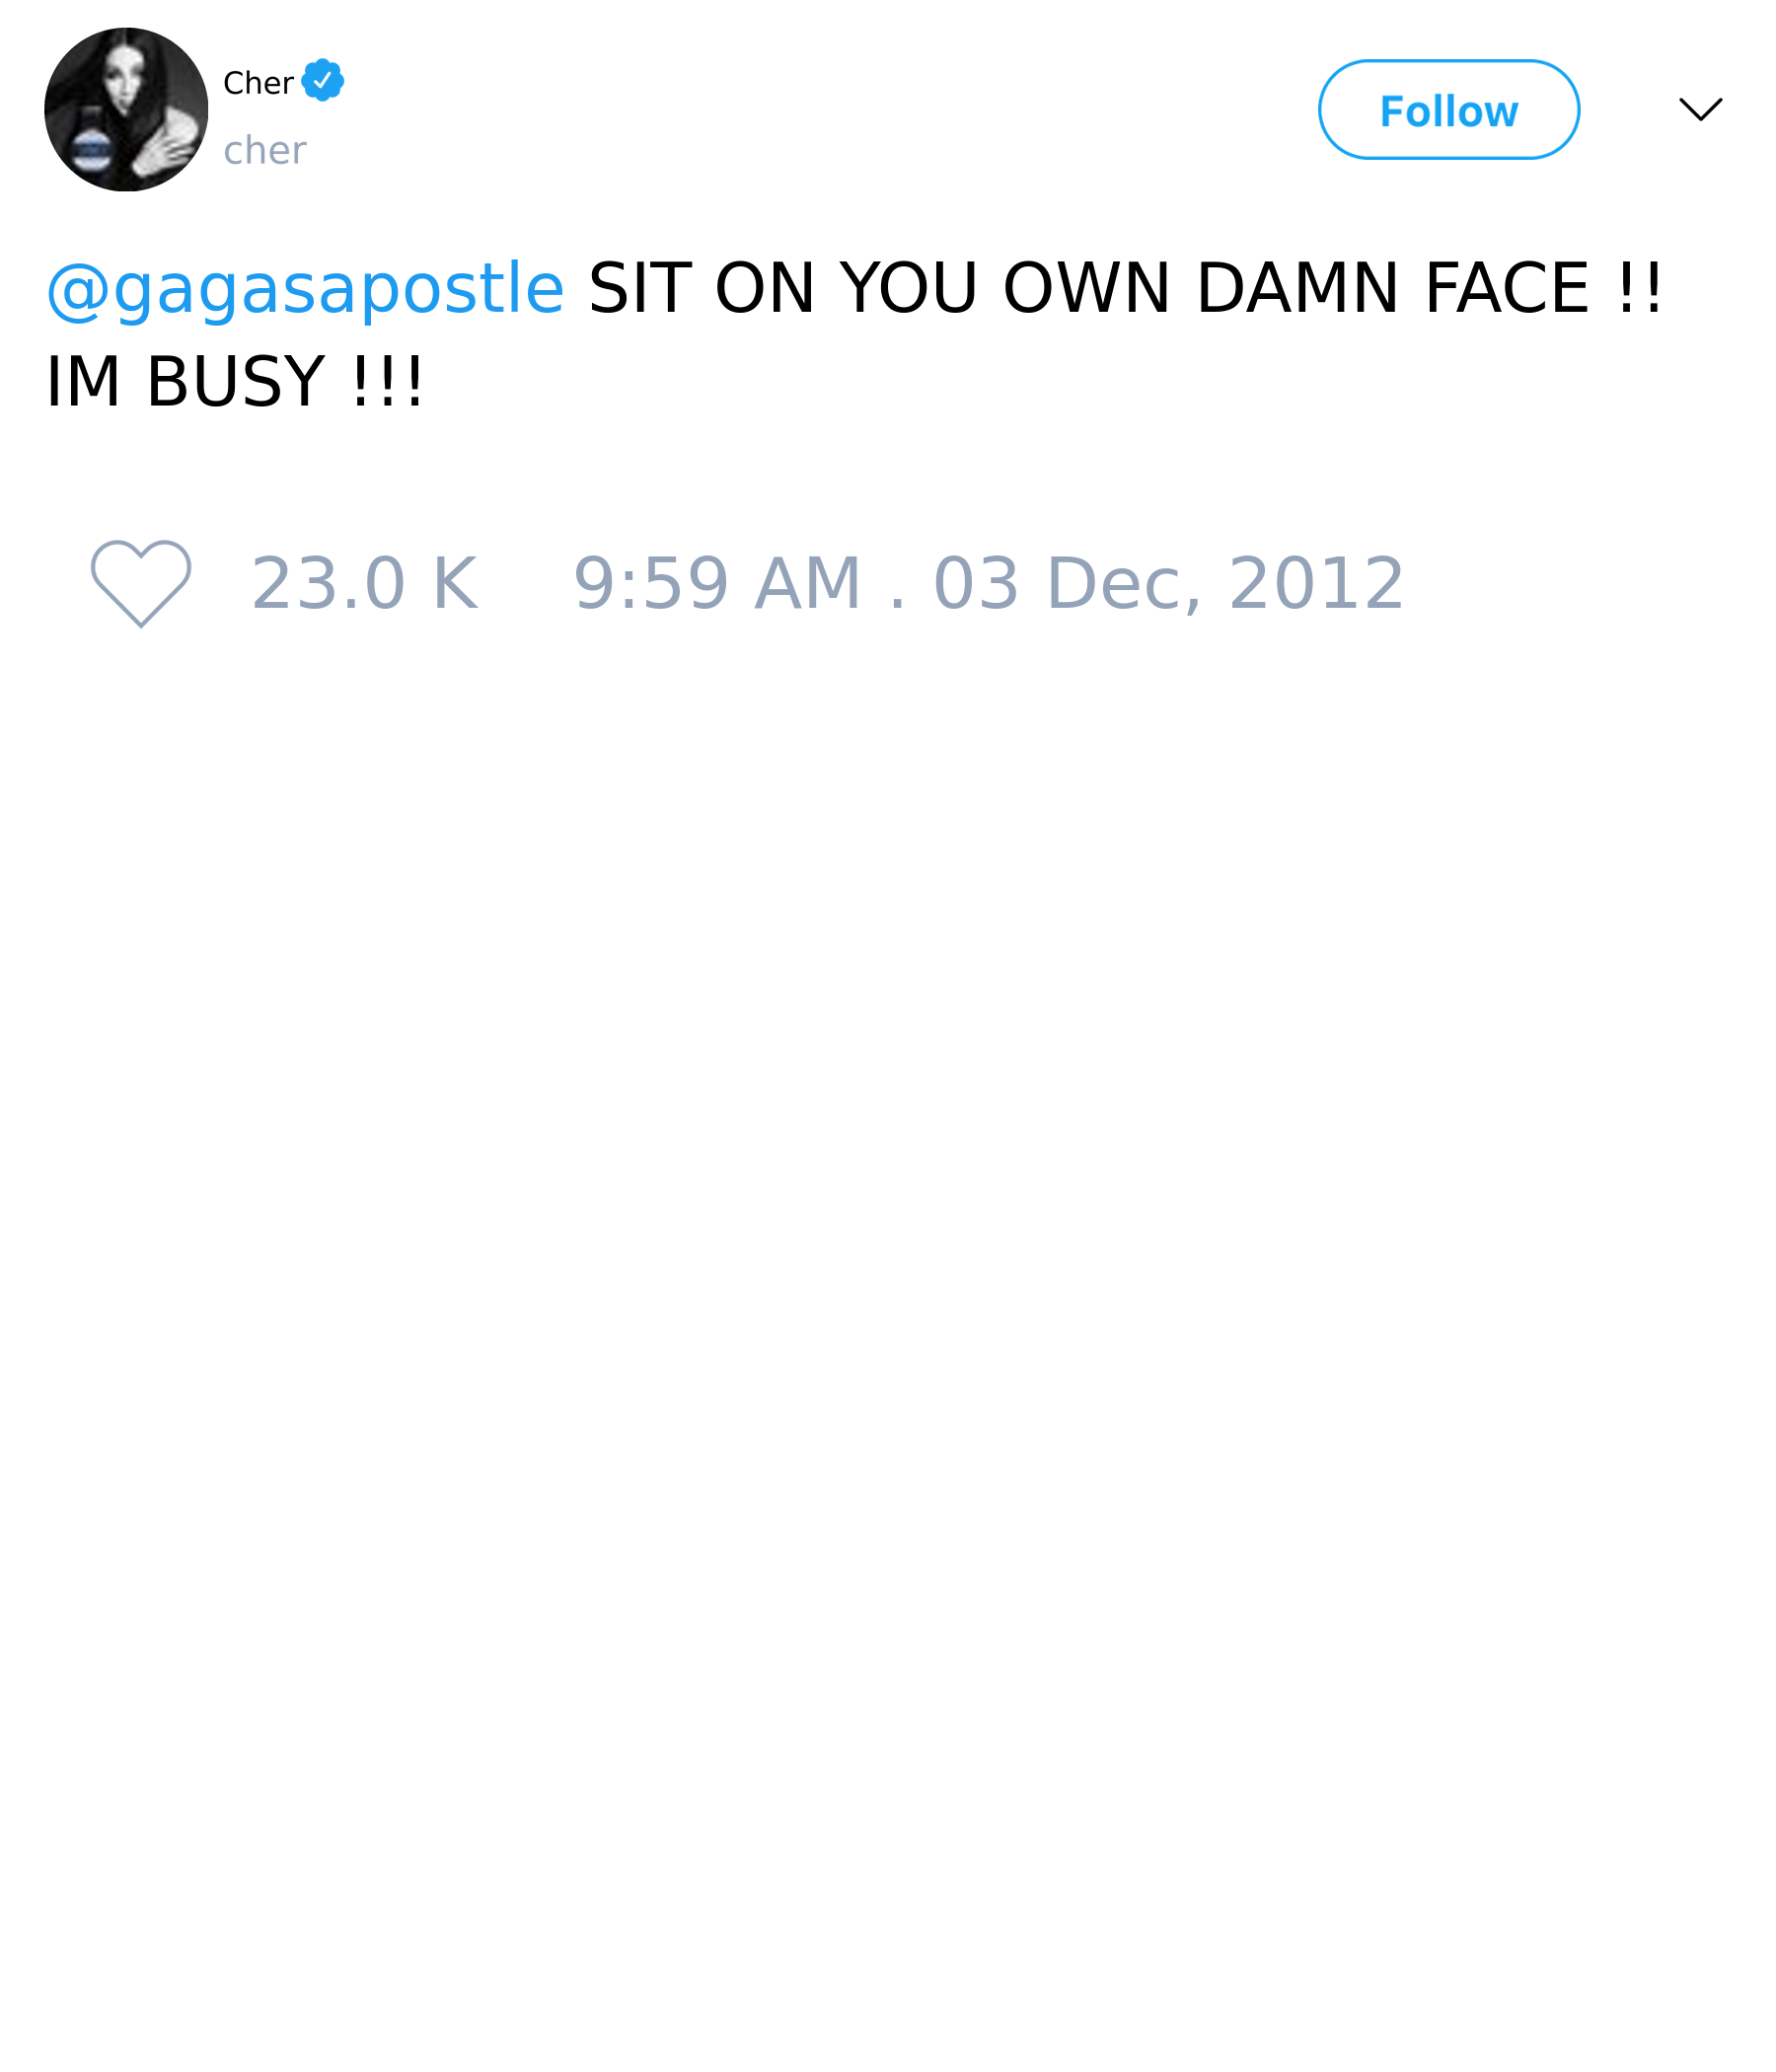 Cher
cher
Follow
@gagasapostle SIT ON YOU OWN DAMN FACE !!
IM BUSY !!!
23.0 K 9:59 AM . 03 Dec, 2012